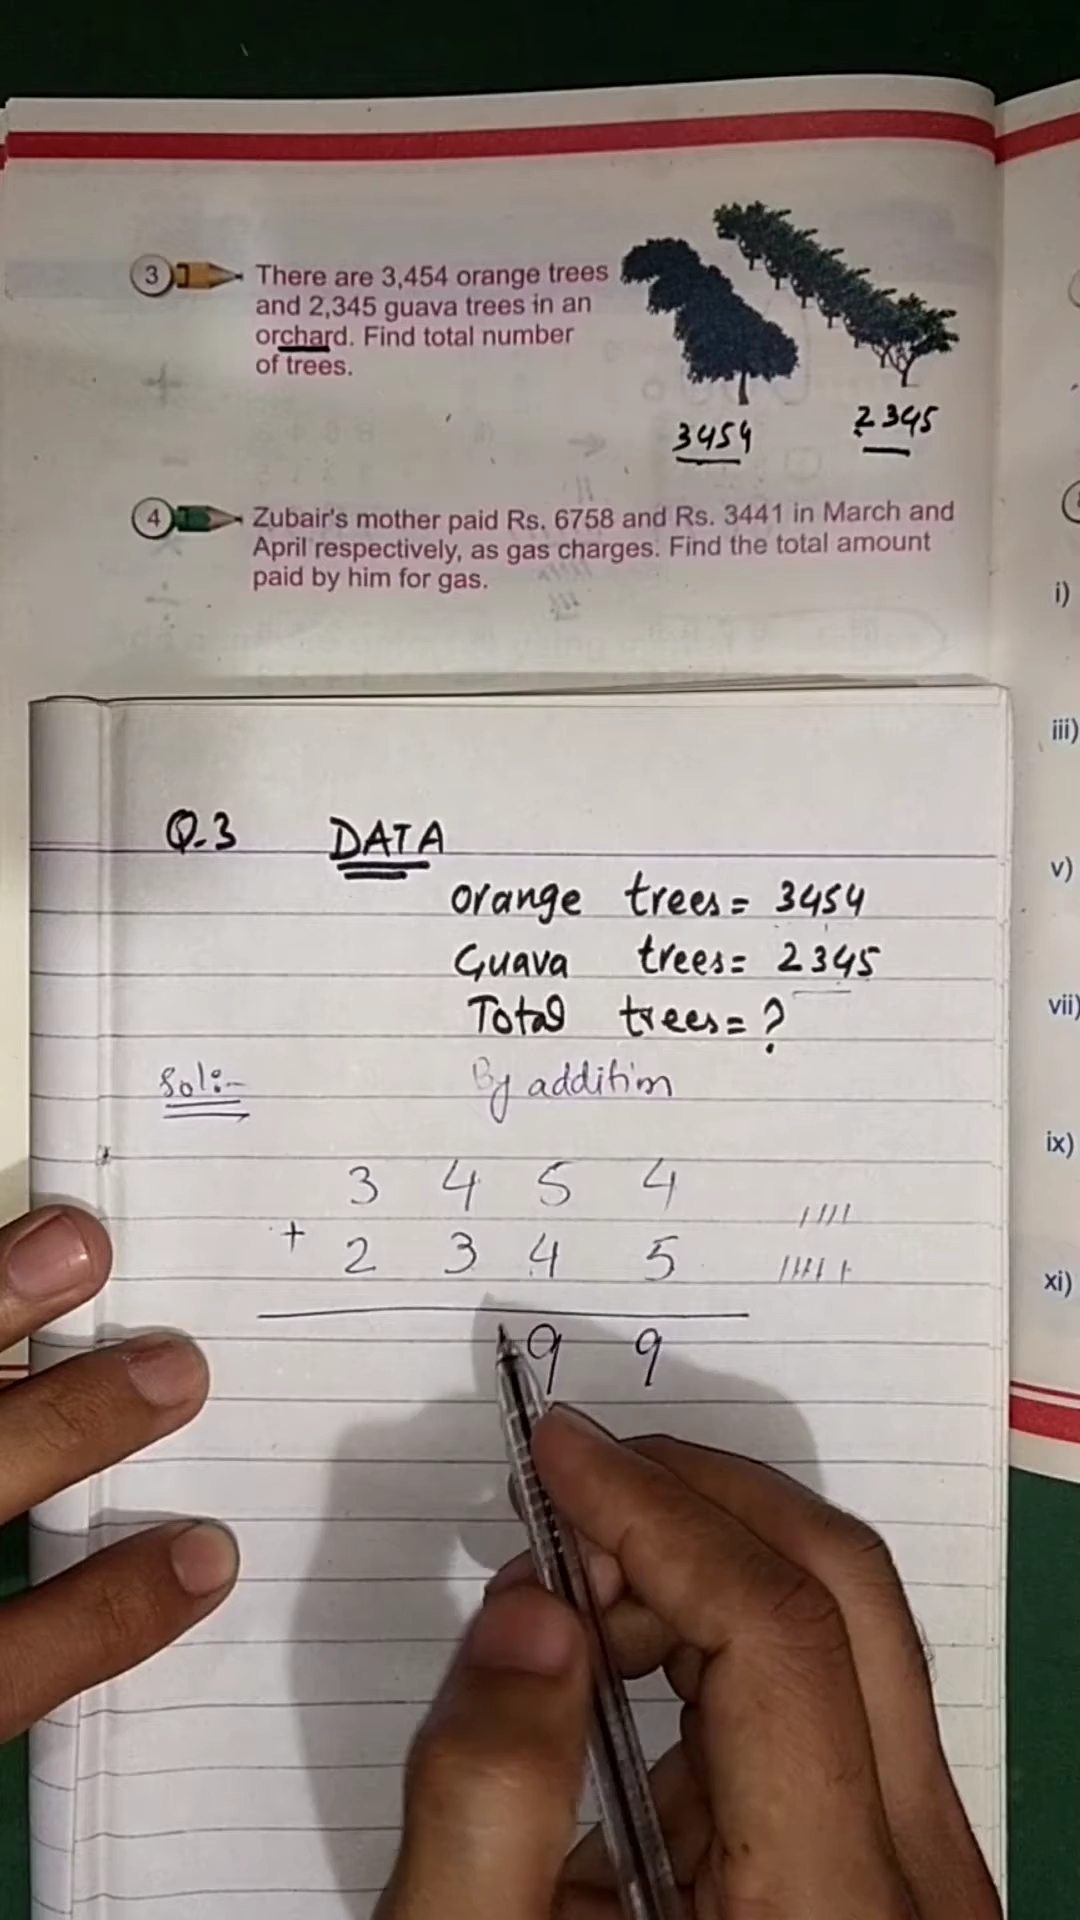 3 There are 3,454 orange trees
and 2,345 guava trees in an
orchard. Find total number
of trees.
3454 2345
4 Zubair's mother paid Rs. 6758 and Rs. 3441 in March and
April respectively, as gas charges. Find the total amount
paid by him for gas.
i)
iii)
v)
vii)
ix)
xi)
Q.3 DATA
orange trees = 3454
Guava trees = 2345
Total trees = ?
Sol:- By addition
3 4 5 4
+ 2 3 4 5
9 9